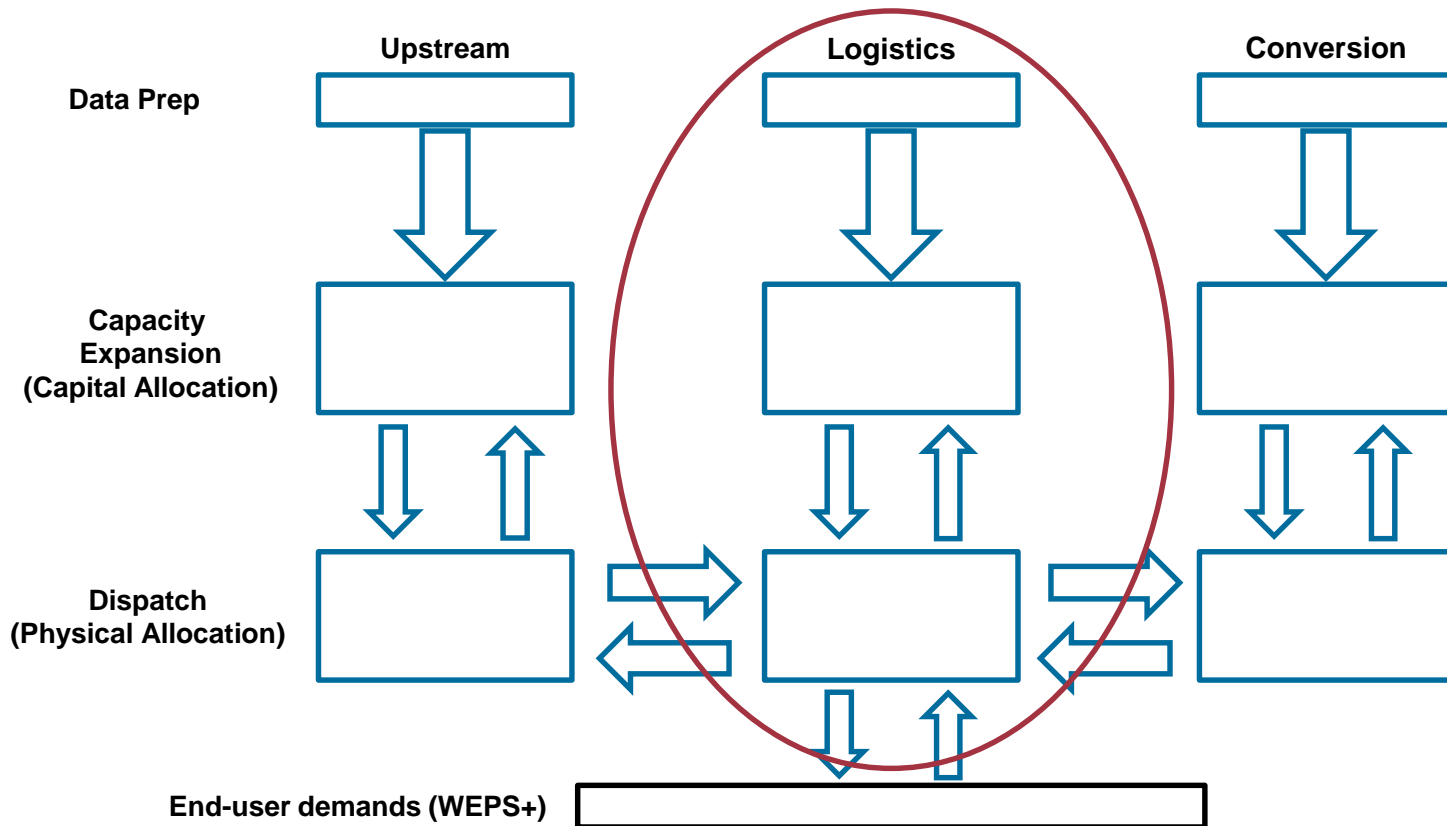 Upstream
Logistics
Conversion
Data Prep
Capacity
Expansion
(Capital Allocation)
Dispatch
(Physical Allocation)
End-user demands (WEPS+)